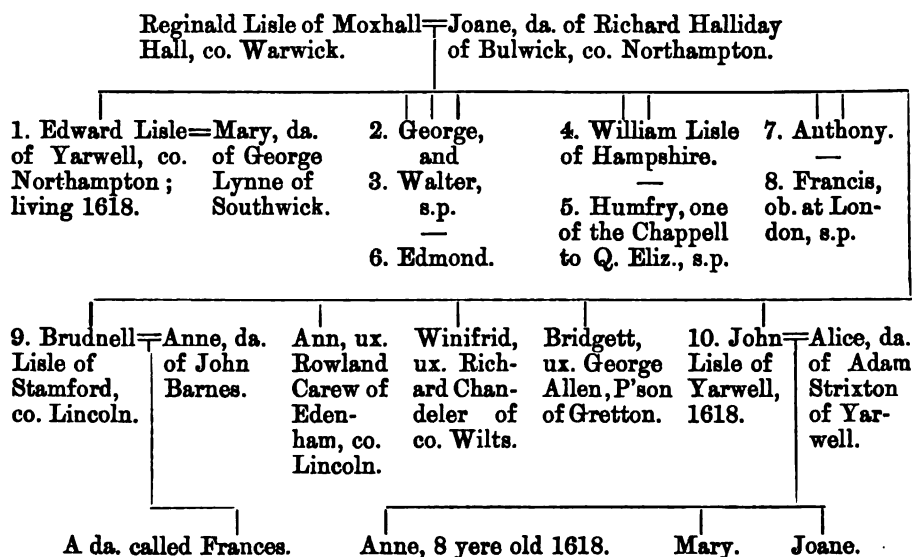 Reginald Lisle of Moxhall=Joane, da. of Richard Halliday
Hall, co. Warwick.
of Bulwick, co. Northampton.
1. Edward Lisle=Mary, da.
of Yarwell, co.
Northampton;
living 1618.
of George
Lynne of
Southwick.
2. George,
and
3. Walter,
s.p.
—
6. Edmond.
4. William Lisle
of Hampshire.
—
5. Humfry, one
of the Chappell
to Q. Eliz., s.p.
7. Anthony.
—
8. Francis,
ob. at Lon-
don, s.p.
9. Brudnell=Anne, da.
Lisle of
Stamford,
co. Lincoln.
of John
Barnes.
Ann, ux.
Rowland
Carew of
Eden-
ham, co.
Lincoln.
Winifrid,
ux. Rich-
ard Chan-
deler of
co. Wilts.
Bridgett,
ux. George
Allen, P'son
of Gretton.
10. John=Alice, da.
Lisle of
Yarwell,
1618.
of Adam
Strixton
of Yar-
well.
A da. called Frances.
Anne, 8 yere old 1618.
Mary.
Joane.